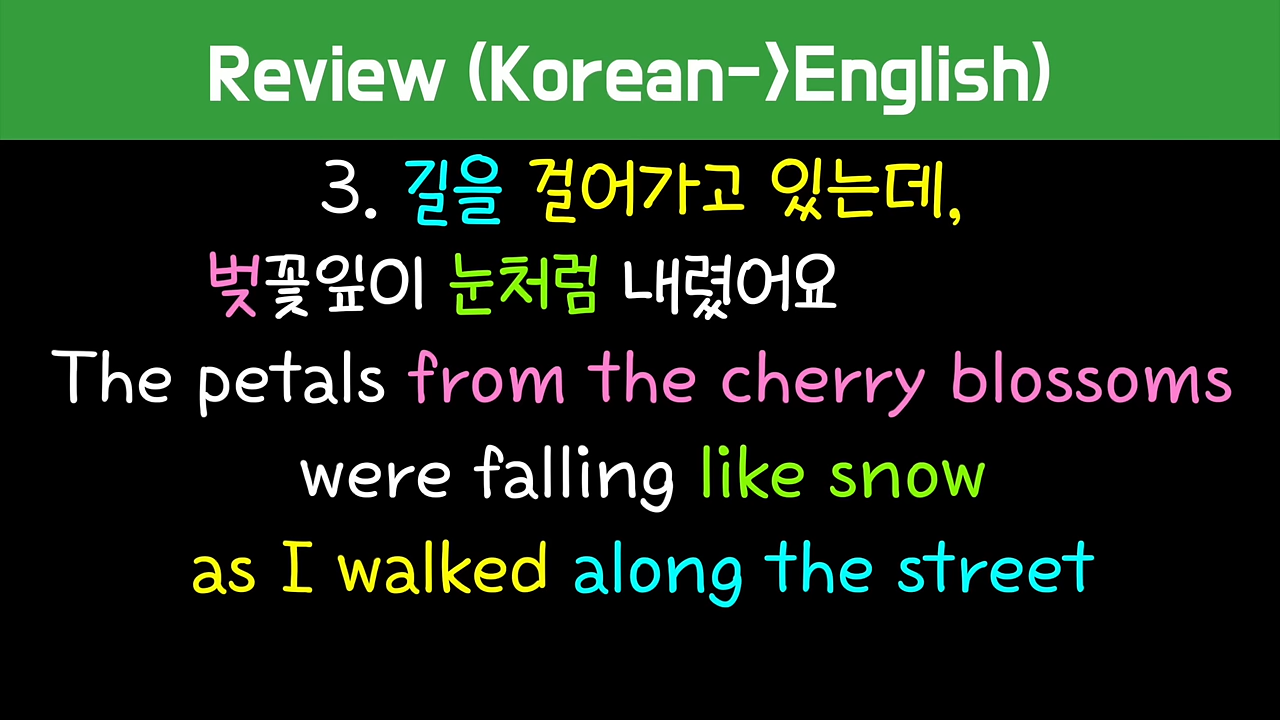 Review (Korean->English)
3. 길을 걸어가고 있는데,
벚꽃잎이 눈처럼 내렸어요
The petals from the cherry blossoms
were falling like snow
as I walked along the street